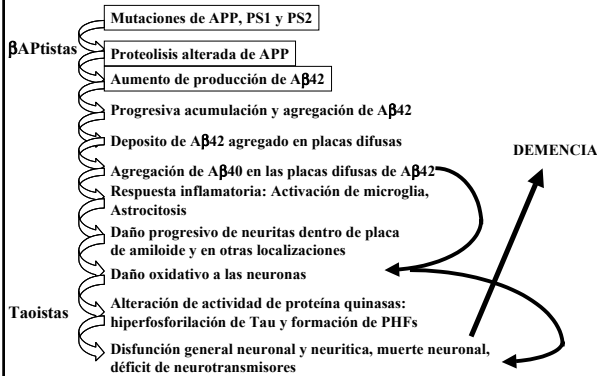 Mutaciones de APP, PS1 y PS2
βAPtistas
Proteolisis alterada de APP
Aumento de producción de Aβ42
Progresiva acumulación y agregación de Aβ42
Deposito de Aβ42 agregado en placas difusas
DEMENCIA
Agregación de Aβ40 en las placas difusas de Aβ42
Respuesta inflamatoria: Activación de microglia,
Astrocitosis
Daño progresivo de neuritas dentro de placa
de amiloide y en otras localizaciones
Daño oxidativo a las neuronas
Taoistas
Alteración de actividad de proteína quinasas:
hiperfosforilación de Tau y formación de PHFs
Disfunción general neuronal y neuritica, muerte neuronal,
déficit de neurotransmisores